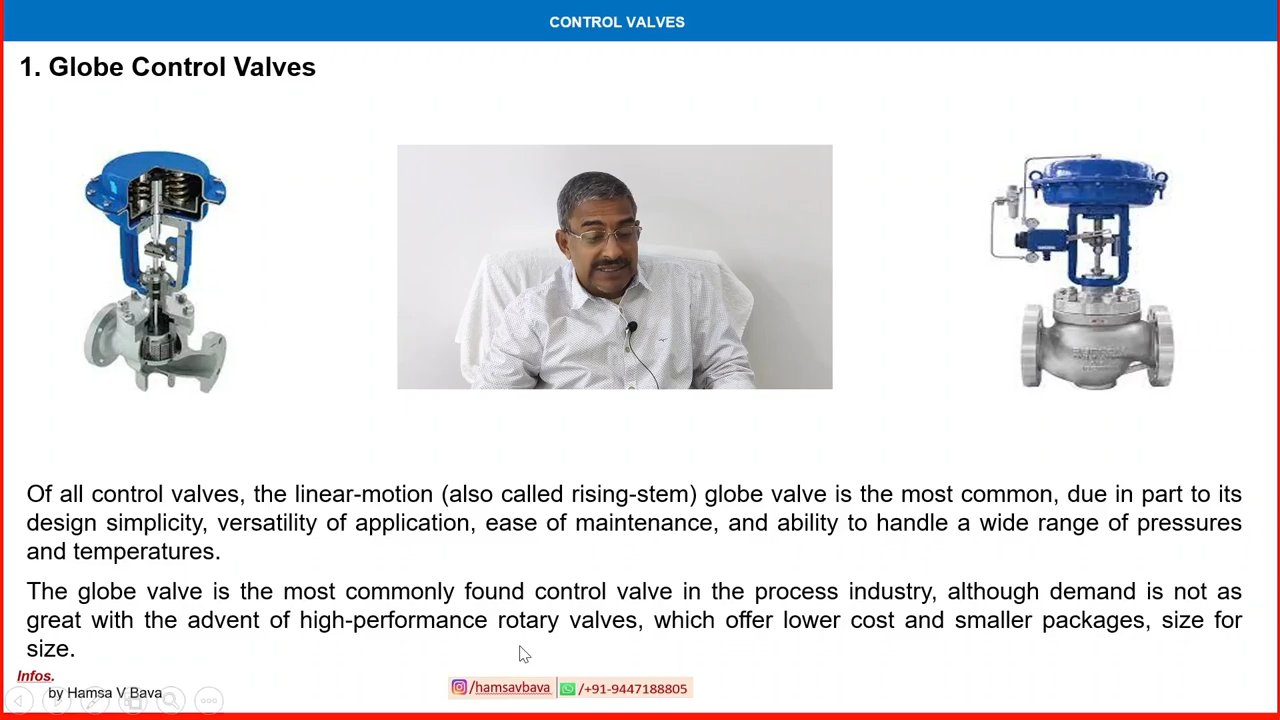 CONTROL VALVES
1. Globe Control Valves
Of all control valves, the linear-motion (also called rising-stem) globe valve is the most common, due in part to its
design simplicity, versatility of application, ease of maintenance, and ability to handle a wide range of pressures
and temperatures.
The globe valve is the most commonly found control valve in the process industry, although demand is not as
great with the advent of high-performance rotary valves, which offer lower cost and smaller packages, size for
size.
Infos.
by Hamsa V Bava
/hamsavbava /+91-9447188805